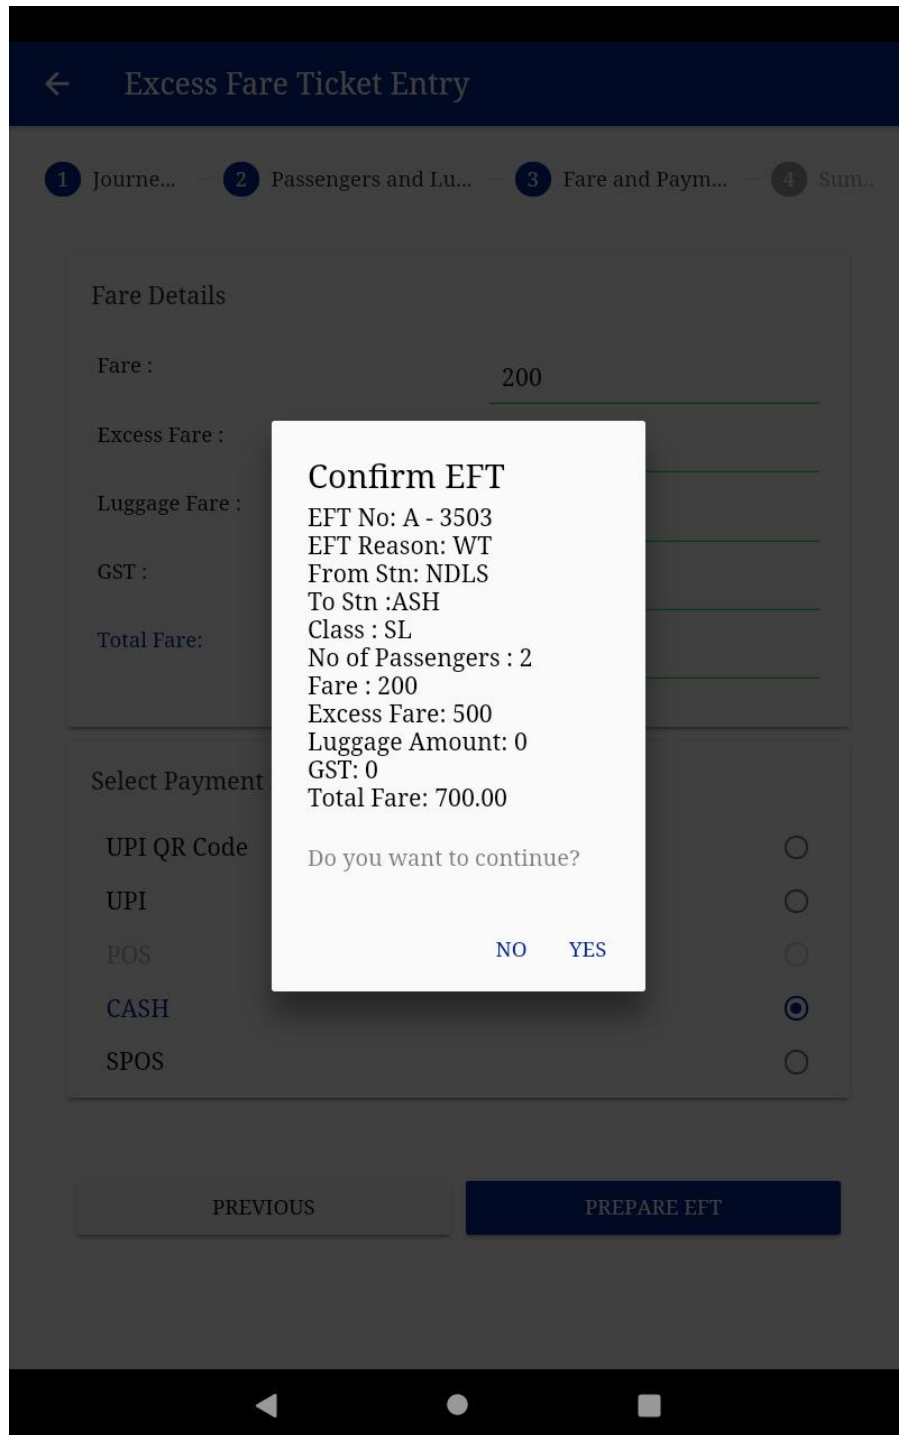 Excess Fare Ticket Entry
1 Journe... 2 Passengers and Lu... 3 Fare and Paym... 4 Sum..
Fare Details
Fare :
200
Excess Fare :
Luggage Fare :
GST :
Total Fare:
Confirm EFT
EFT No: A - 3503
EFT Reason: WT
From Stn: NDLS
To Stn :ASH
Class : SL
No of Passengers : 2
Fare : 200
Excess Fare: 500
Luggage Amount: 0
GST: 0
Total Fare: 700.00
Do you want to continue?
NO YES
Select Payment
UPI QR Code
UPI
POS
CASH
SPOS
PREVIOUS PREPARE EFT